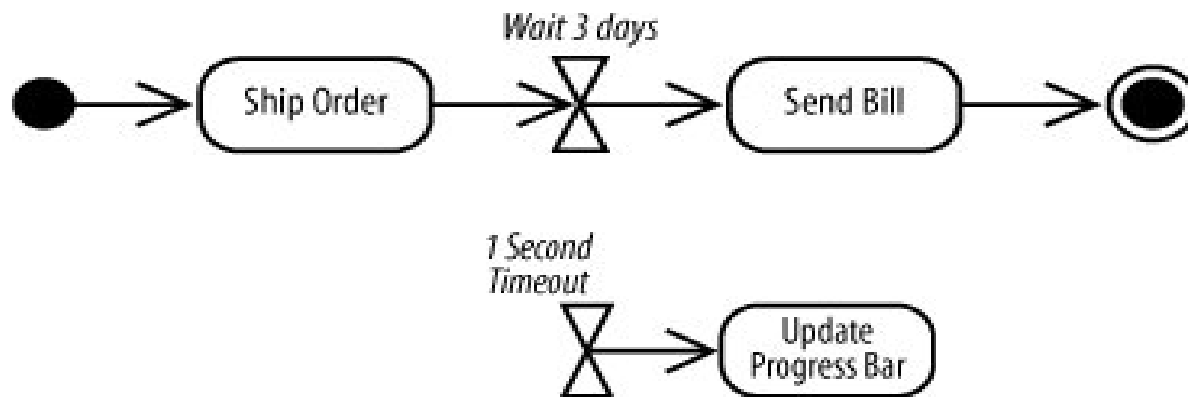 Wait 3 days
Ship Order
Send Bill
1 Second
Timeout
Update
Progress Bar